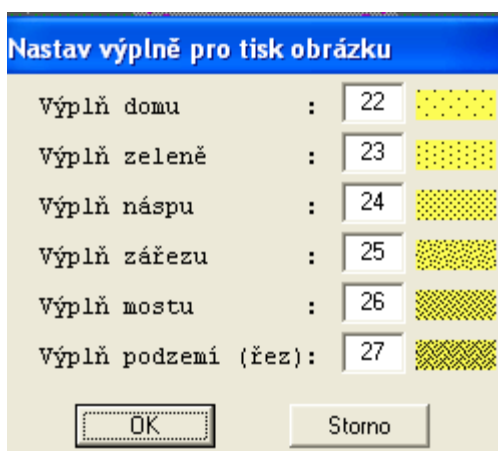 Nastav výplně pro tisk obrázku
Výplň domu : 22
Výplň zeleně : 23
Výplň náspu : 24
Výplň zářezu : 25
Výplň mostu : 26
Výplň podzemí (řez): 27
OK Storno